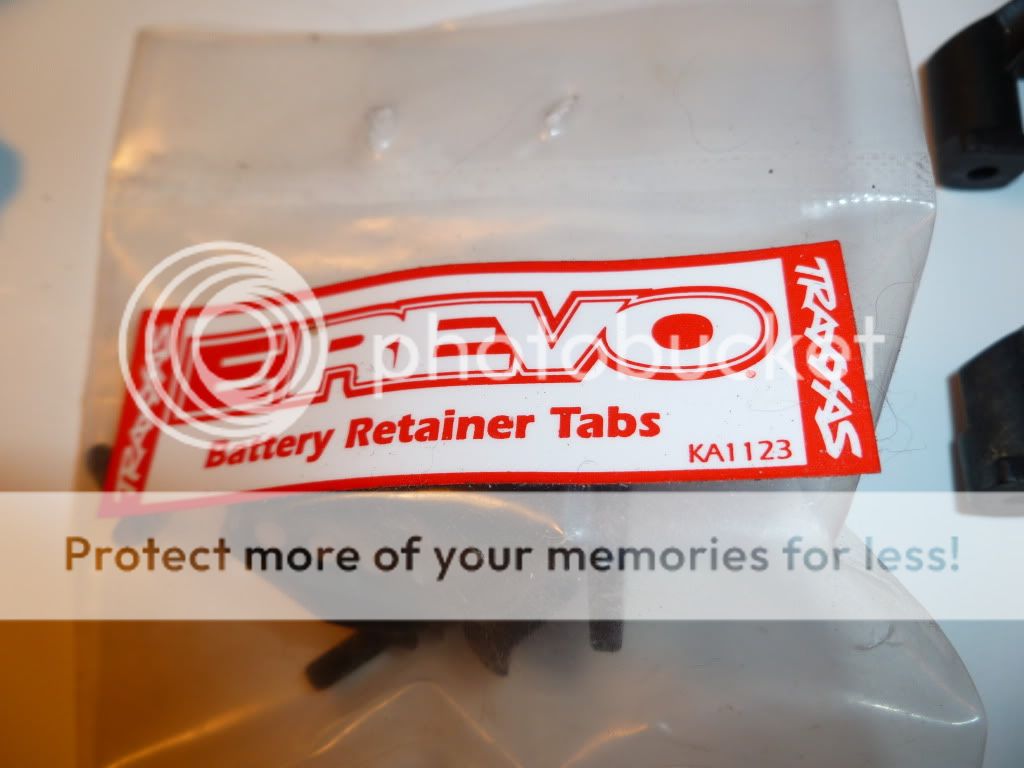 TRAXXAS
E REVO
TRAXXAS
Battery Retainer Tabs
KA1123
photobucket
Protect more of your memories for less!